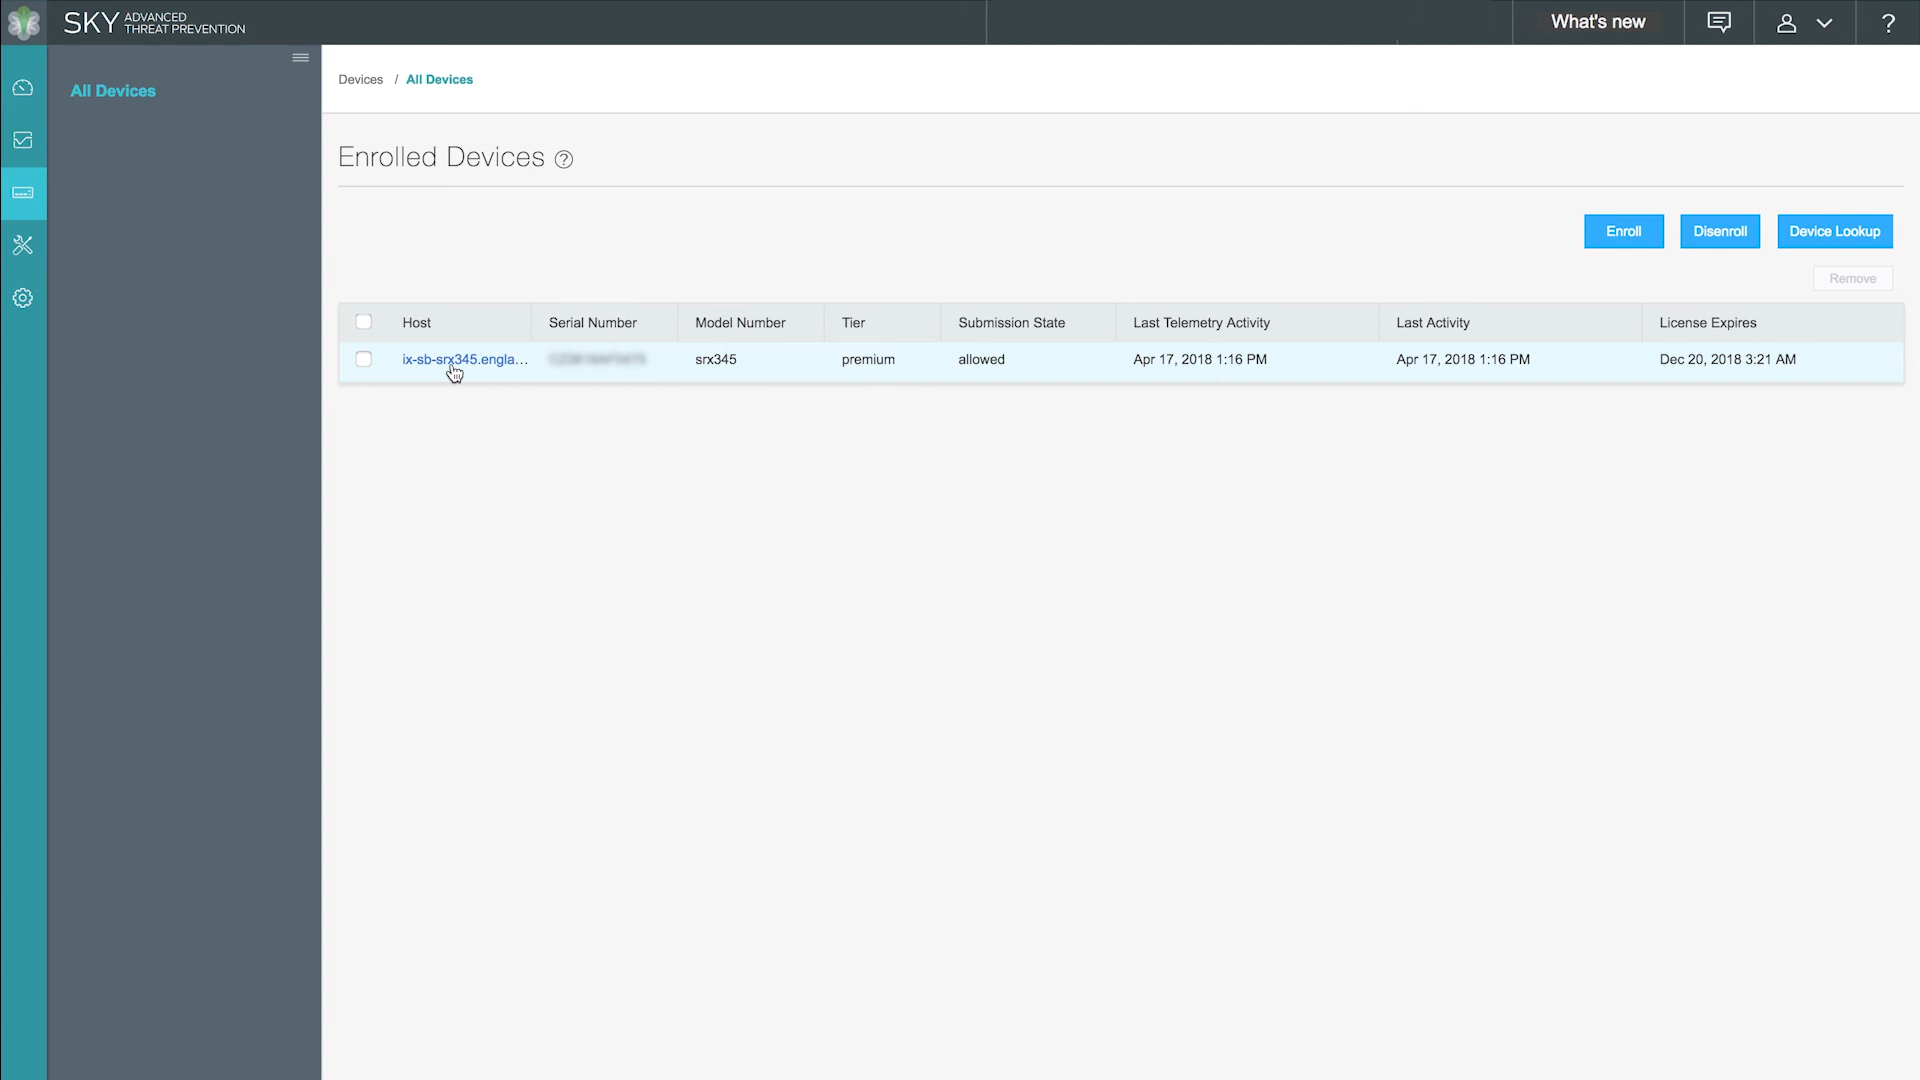 SKY ADVANCED THREAT PREVENTION
What's new
?
All Devices
Devices / All Devices
Enrolled Devices ?
Enroll
Disenroll
Device Lookup
Remove
Host Serial Number Model Number Tier Submission State Last Telemetry Activity Last Activity License Expires
ix-sb-srx345.engla... srx345 premium allowed Apr 17, 2018 1:16 PM Apr 17, 2018 1:16 PM Dec 20, 2018 3:21 AM